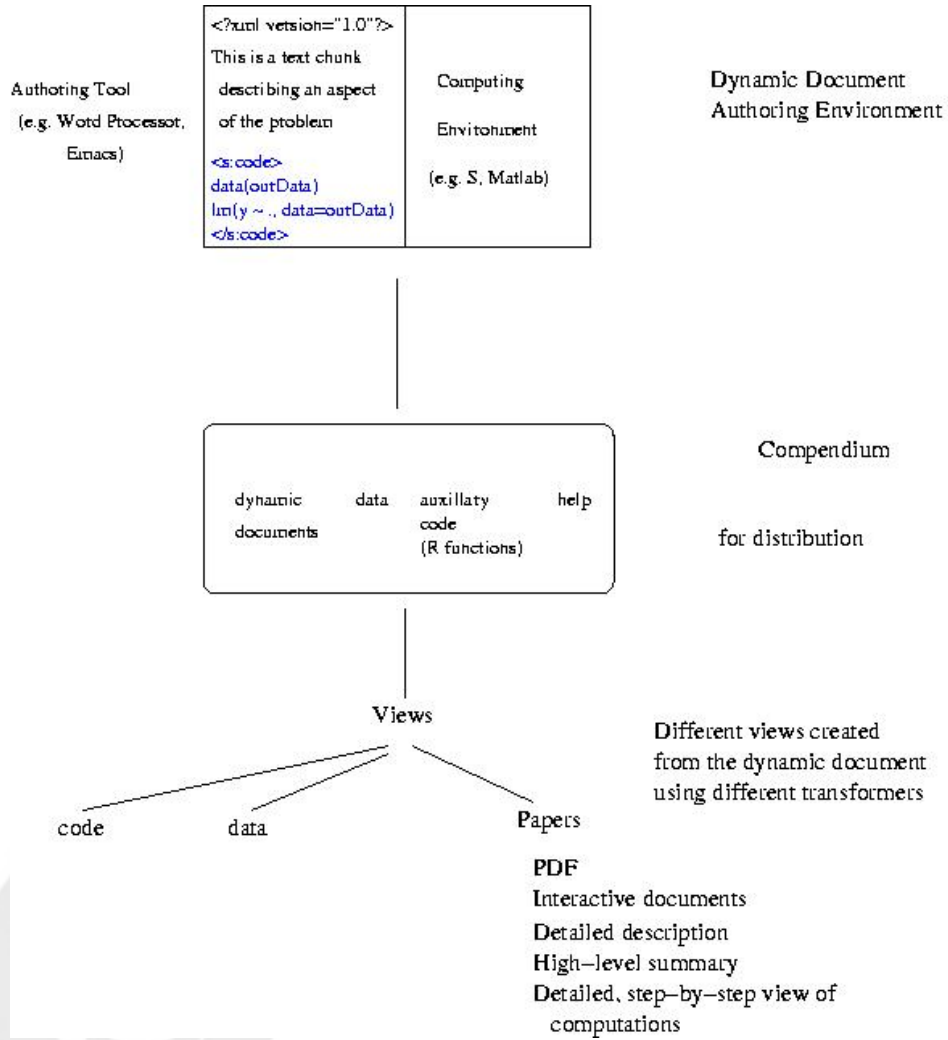 Authoring Tool
(e.g. Word Processor,
Emacs)
<?xml version="1.0"?>
This is a text chunk
describing an aspect
of the problem
<s:code>
data(outData)
lm(y ~ ., data=outData)
</s:code>
Computing
Environment
(e.g. S, Matlab)
Dynamic Document
Authoring Environment
dynamic
documents
data
auxillary
code
(R functions)
help
Compendium
for distribution
Views
Different views created
from the dynamic document
using different transformers
code
data
Papers
PDF
Interactive documents
Detailed description
High-level summary
Detailed, step-by-step view of
computations